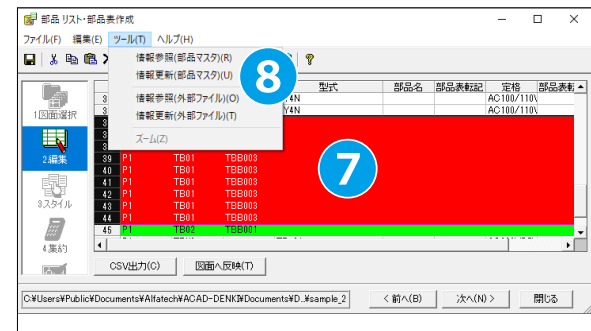 部品 リスト・部品表作成
ファイル(F) 編集(E) ツール(T) ヘルプ(H)
情報参照(部品マスタ)(R)
情報更新(部品マスタ)(U)
情報参照(外部ファイル)(O)
情報更新(外部ファイル)(T)
ズーム(Z)
8
型式 部品名 部品表転記 定格 部品表
Y4N AC100/110V
Y4N AC100/110V
39 P1 TB01 TBB003
40 P1 TB01 TBB003
41 P1 TB01 TBB003
42 P1 TB01 TBB003
43 P1 TB01 TBB003
44 P1 TB01 TBB003
45 P1 TB02 TBB001
7
1.図面選択
2.編集
3.スタイル
4.集約
CSV出力(C) 図面へ反映(T)
C:¥Users¥Public¥Documents¥Alfatech¥ACAD-DENKI¥Documents¥D..¥sample_2
< 前へ(B) 次へ(N) > 閉じる